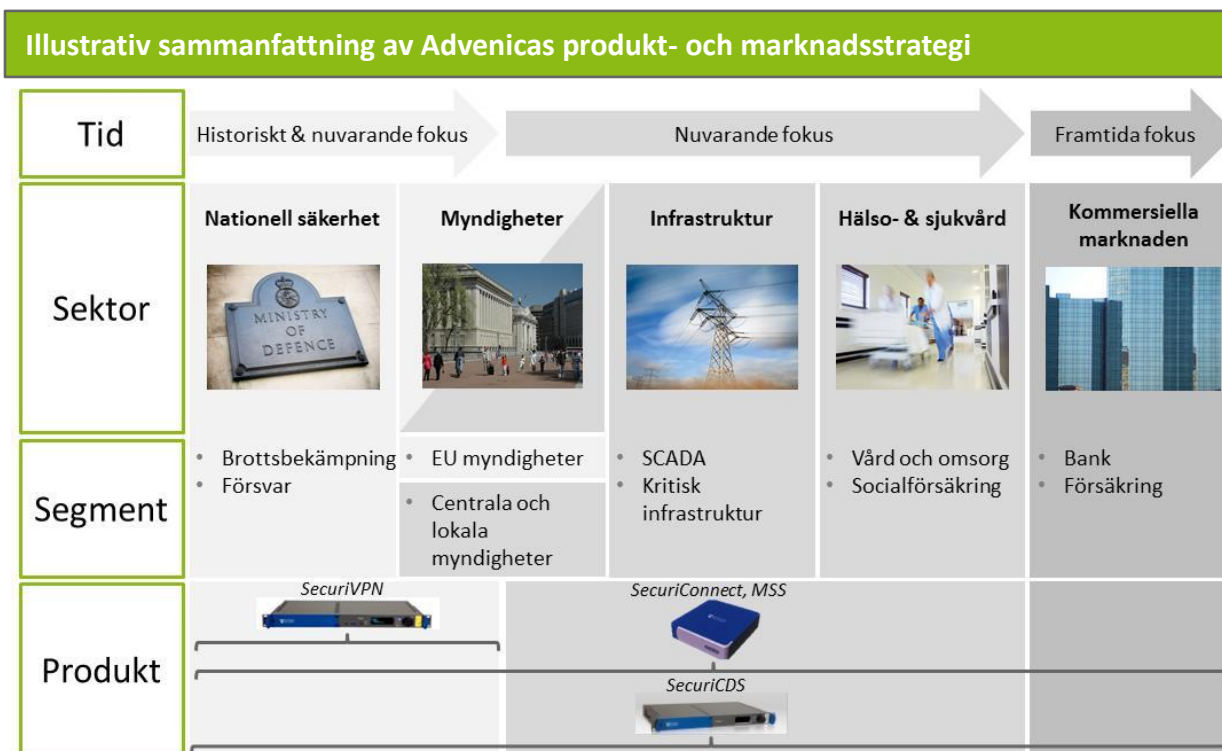 Illustrativ sammanfattning av Advenicas produkt- och marknadsstrategi
Tid
Historiskt & nuvarande fokus
Nuvarande fokus
Framtida fokus
Sektor
Nationell säkerhet
Myndigheter
Infrastruktur
Hälso- & sjukvård
Kommersiella
marknaden
MINISTRY
OF
DEFENCE
Segment
• Brottsbekämpning
• Försvar
• EU myndigheter
• Centrala och
lokala
myndigheter
• SCADA
• Kritisk
infrastruktur
• Vård och omsorg
• Socialförsäkring
• Bank
• Försäkring
Produkt
SecuriVPN
SecuriConnect, MSS
SecuriCDS